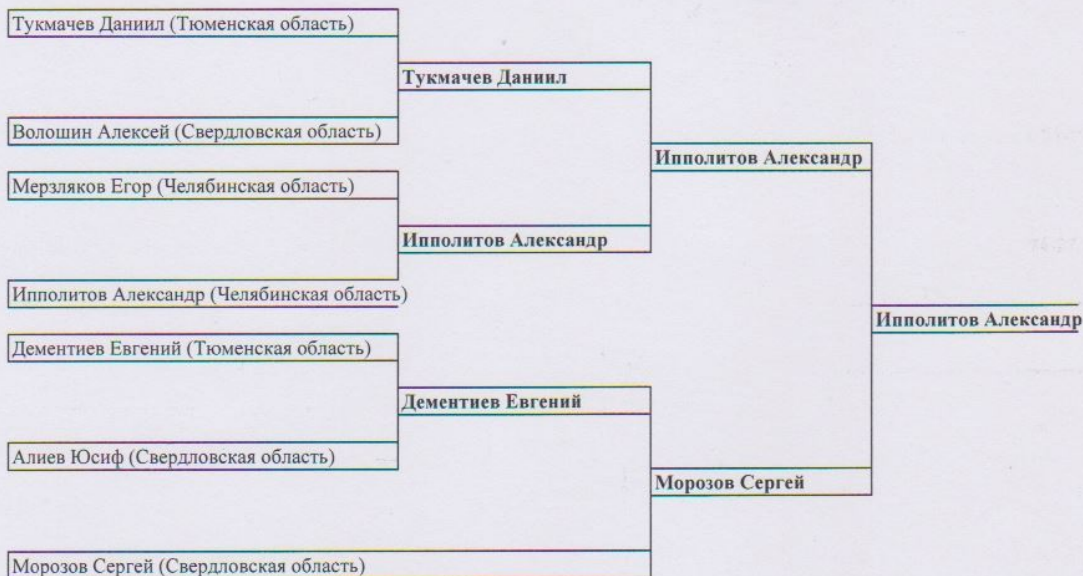 Тукмачев Даниил (Тюменская область)
Тукмачев Даниил
Волошин Алексей (Свердловская область)
Ипполитов Александр
Мерзляков Егор (Челябинская область)
Ипполитов Александр
Ипполитов Александр (Челябинская область)
Ипполитов Александр
Дементиев Евгений (Тюменская область)
Дементиев Евгений
Алиев Юсиф (Свердловская область)
Морозов Сергей
Морозов Сергей (Свердловская область)